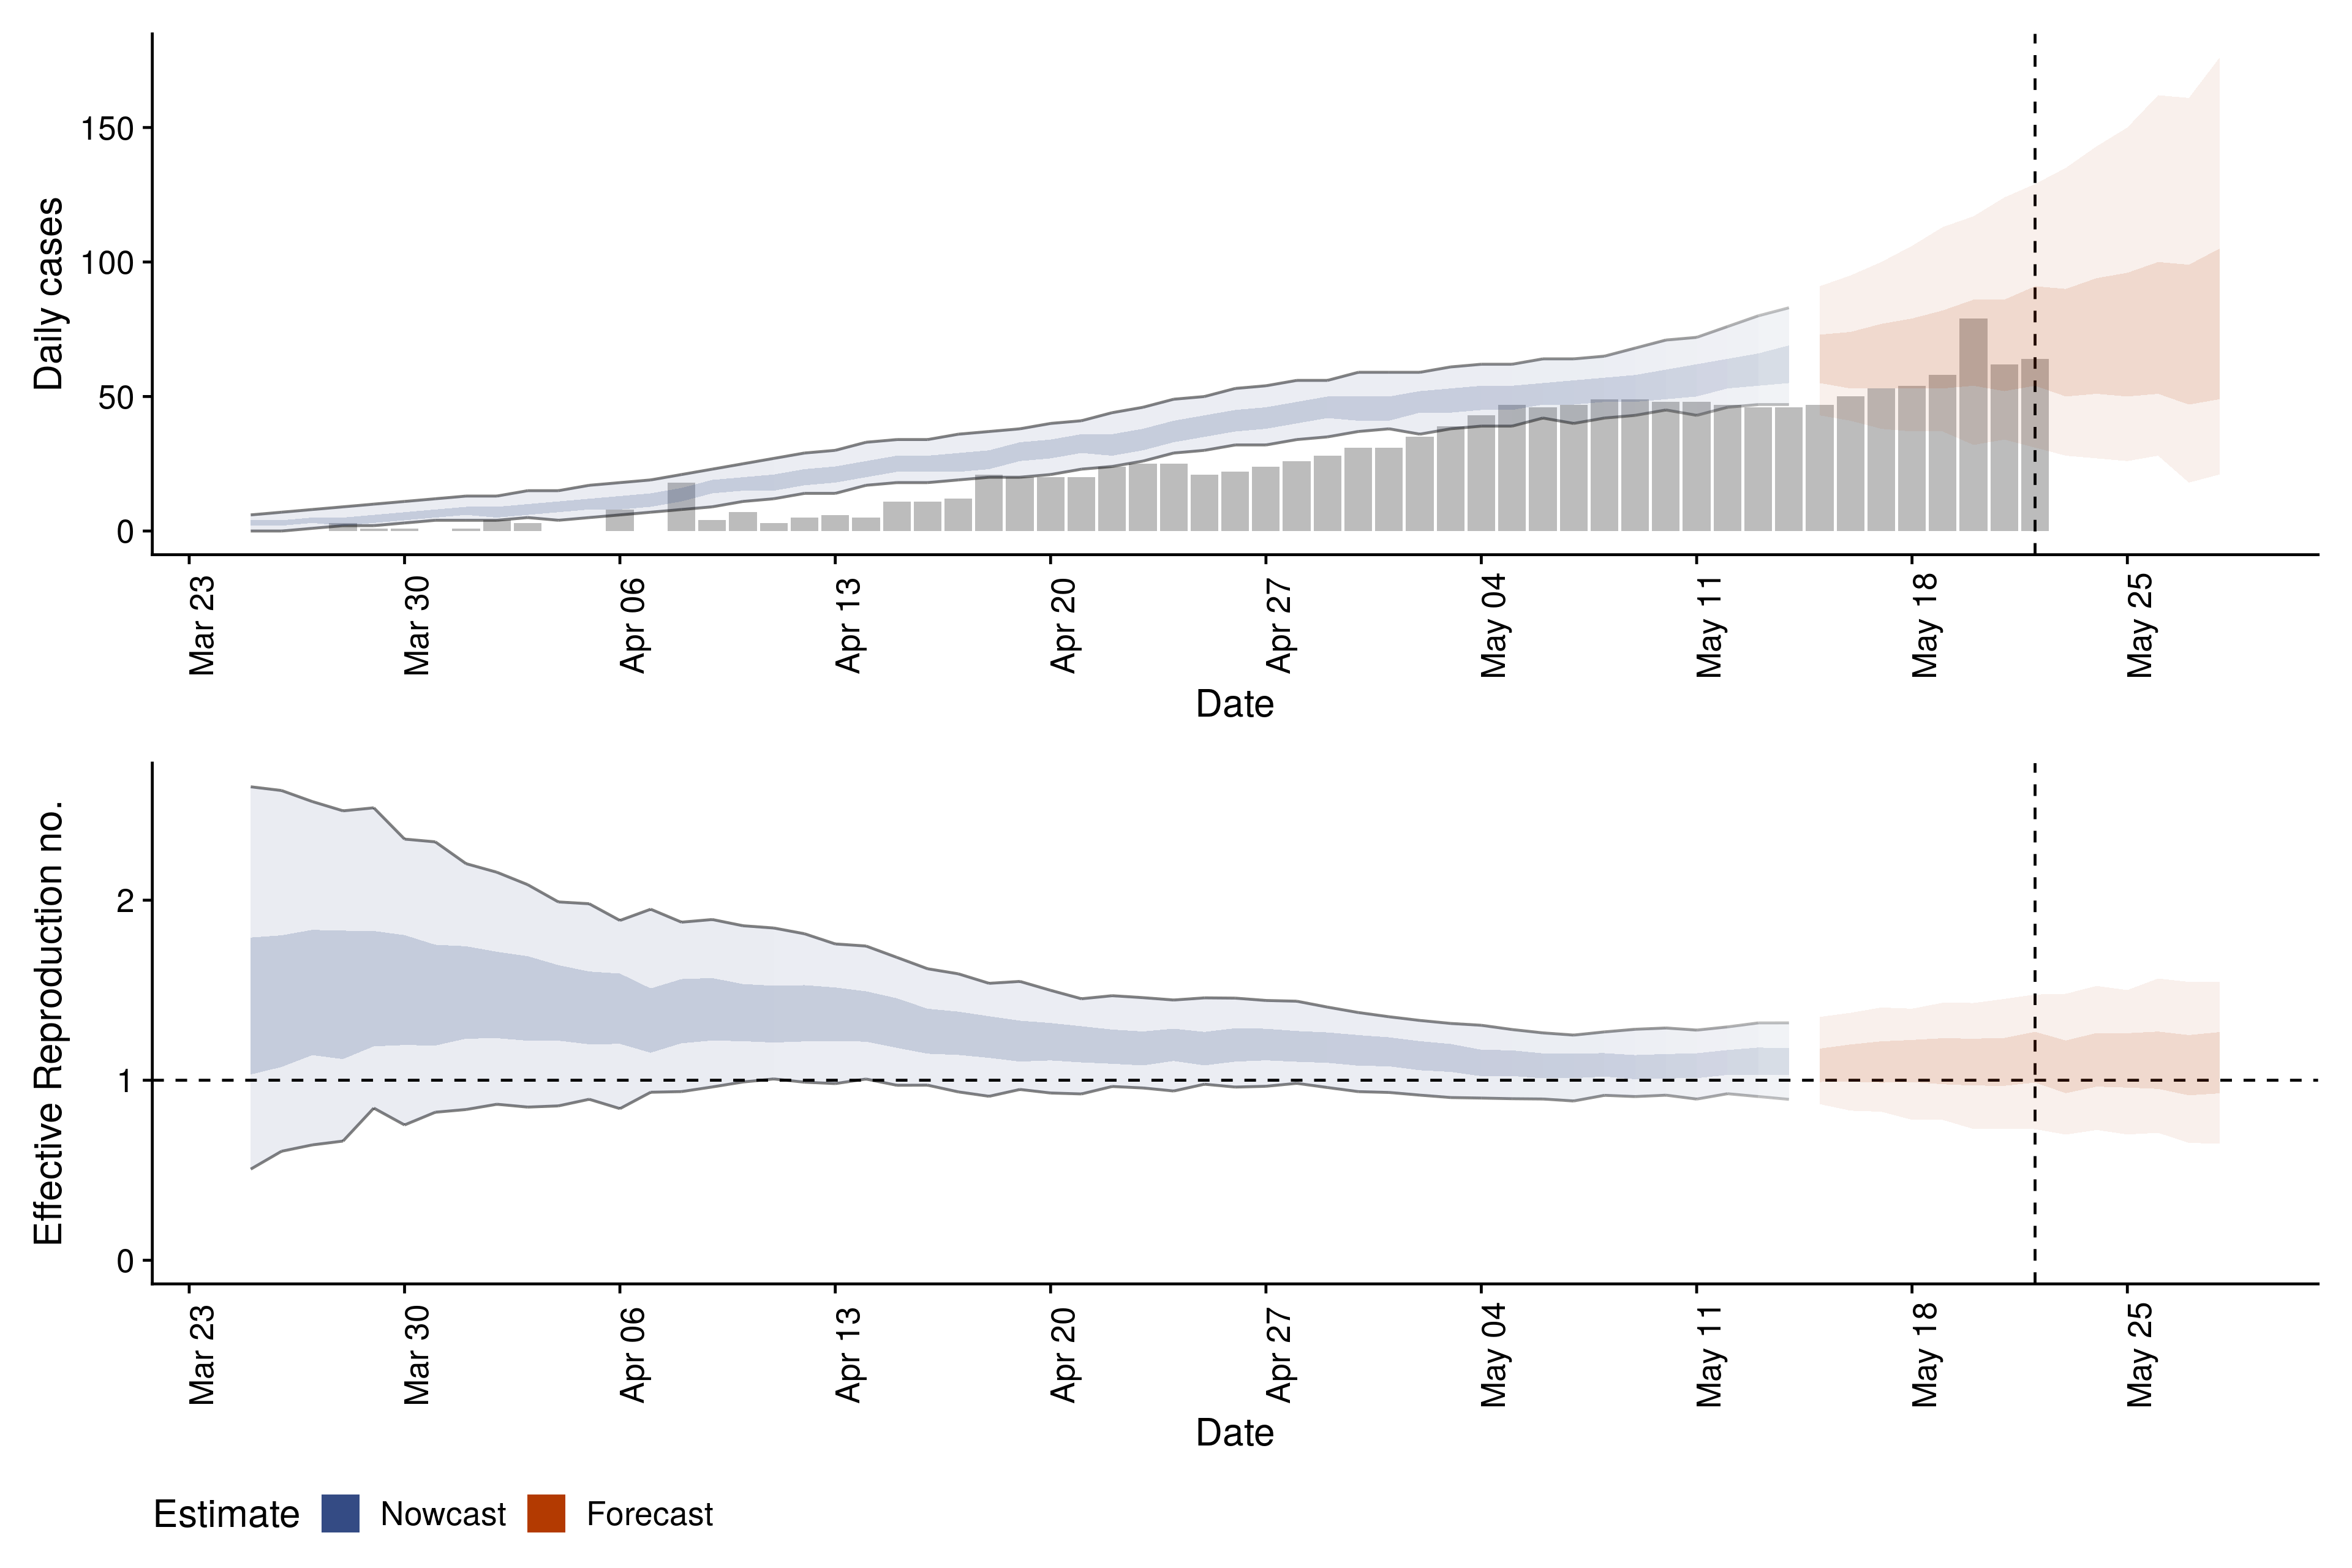 Daily cases
150
100
50
0
Mar 23
Mar 30
Apr 06
Apr 13
Apr 20
Apr 27
May 04
May 11
May 18
May 25
Date
Effective Reproduction no.
2
1
0
Mar 23
Mar 30
Apr 06
Apr 13
Apr 20
Apr 27
May 04
May 11
May 18
May 25
Date
Estimate Nowcast Forecast